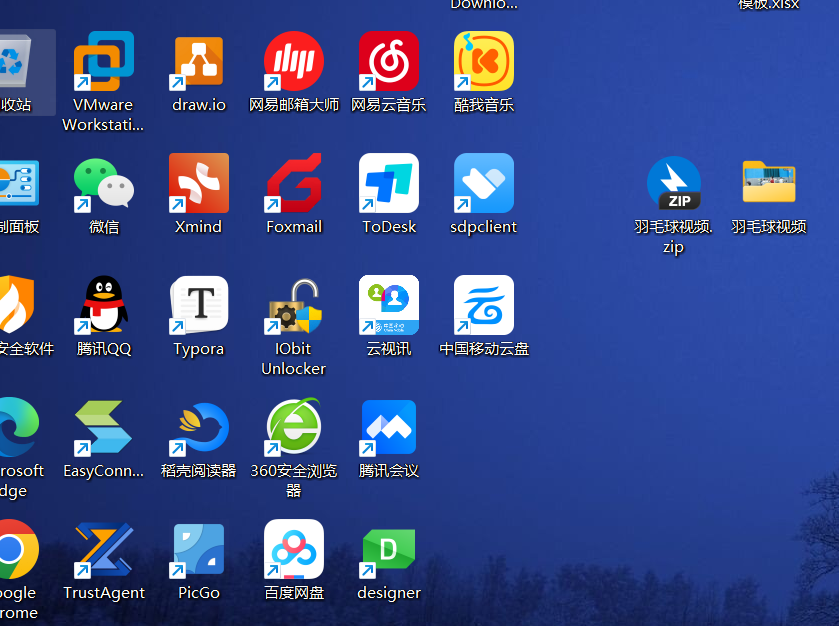 Downlo...
模板.xlsx
收站
VMware
Workstati...
draw.io
网易邮箱大师
网易云音乐
酷我音乐
制面板
微信
Xmind
Foxmail
ToDesk
sdpclient
ZIP
羽毛球视频.
zip
羽毛球视频
安全软件
腾讯QQ
T
Typora
IObit
Unlocker
云视讯
中国移动云盘
rosoft
dge
EasyConn...
稻壳阅读器
360安全浏览
器
腾讯会议
D
ogle
rome
TrustAgent
PicGo
百度网盘
designer